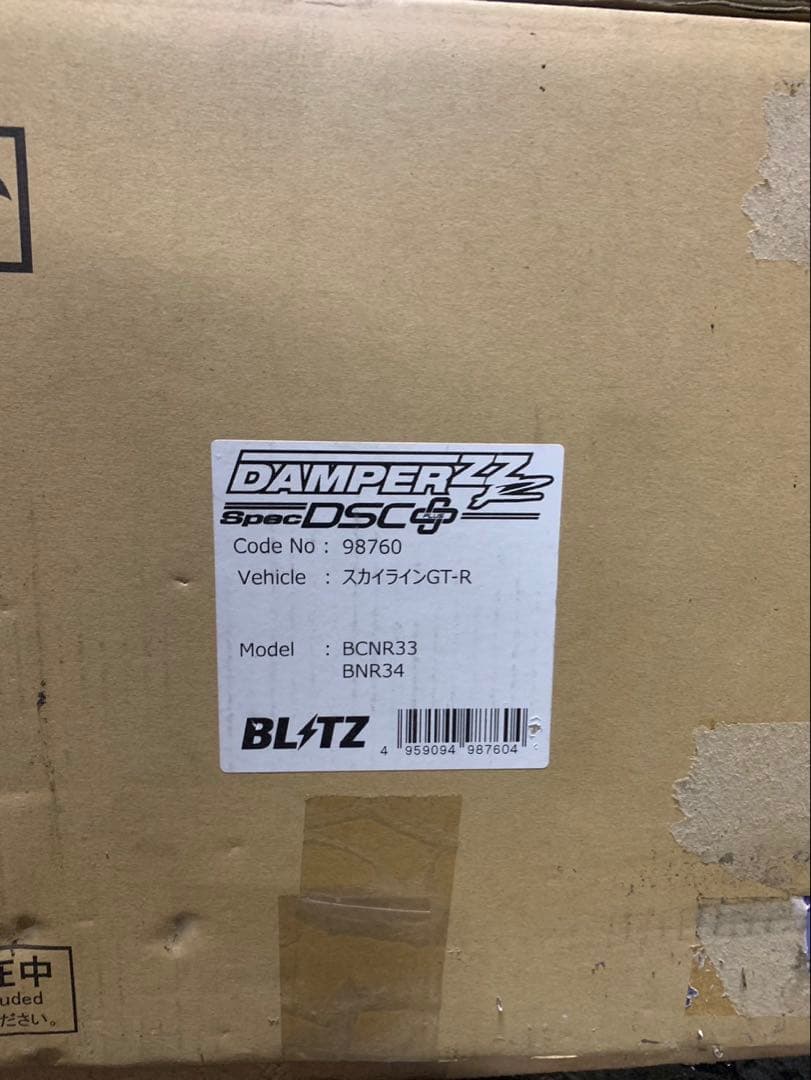 DAMPER ZZ-R
Spec DSC PLUS
Code No : 98760
Vehicle : スカイラインGT-R
Model : BCNR33
BNR34
BLITZ
4 959094 987604
中
uded
ださい。